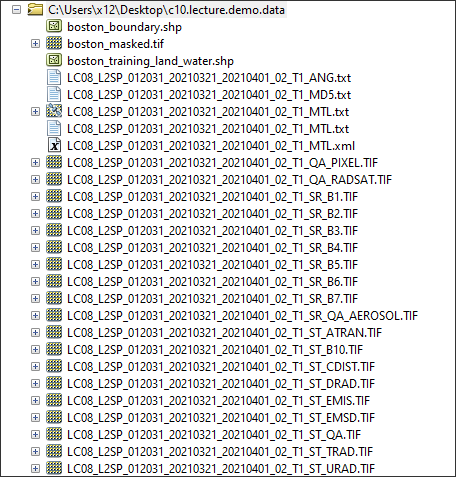 C:\Users\x12\Desktop\c10.lecture.demo.data
boston_boundary.shp
boston_masked.tif
boston_training_land_water.shp
LC08_L2SP_012031_20210321_20210401_02_T1_ANG.txt
LC08_L2SP_012031_20210321_20210401_02_T1_MD5.txt
LC08_L2SP_012031_20210321_20210401_02_T1_MTL.txt
LC08_L2SP_012031_20210321_20210401_02_T1_MTL.txt
LC08_L2SP_012031_20210321_20210401_02_T1_MTL.xml
LC08_L2SP_012031_20210321_20210401_02_T1_QA_PIXEL.TIF
LC08_L2SP_012031_20210321_20210401_02_T1_QA_RADSAT.TIF
LC08_L2SP_012031_20210321_20210401_02_T1_SR_B1.TIF
LC08_L2SP_012031_20210321_20210401_02_T1_SR_B2.TIF
LC08_L2SP_012031_20210321_20210401_02_T1_SR_B3.TIF
LC08_L2SP_012031_20210321_20210401_02_T1_SR_B4.TIF
LC08_L2SP_012031_20210321_20210401_02_T1_SR_B5.TIF
LC08_L2SP_012031_20210321_20210401_02_T1_SR_B6.TIF
LC08_L2SP_012031_20210321_20210401_02_T1_SR_B7.TIF
LC08_L2SP_012031_20210321_20210401_02_T1_SR_QA_AEROSOL.TIF
LC08_L2SP_012031_20210321_20210401_02_T1_ST_ATRAN.TIF
LC08_L2SP_012031_20210321_20210401_02_T1_ST_B10.TIF
LC08_L2SP_012031_20210321_20210401_02_T1_ST_CDIST.TIF
LC08_L2SP_012031_20210321_20210401_02_T1_ST_DRAD.TIF
LC08_L2SP_012031_20210321_20210401_02_T1_ST_EMIS.TIF
LC08_L2SP_012031_20210321_20210401_02_T1_ST_EMSD.TIF
LC08_L2SP_012031_20210321_20210401_02_T1_ST_QA.TIF
LC08_L2SP_012031_20210321_20210401_02_T1_ST_TRAD.TIF
LC08_L2SP_012031_20210321_20210401_02_T1_ST_URAD.TIF